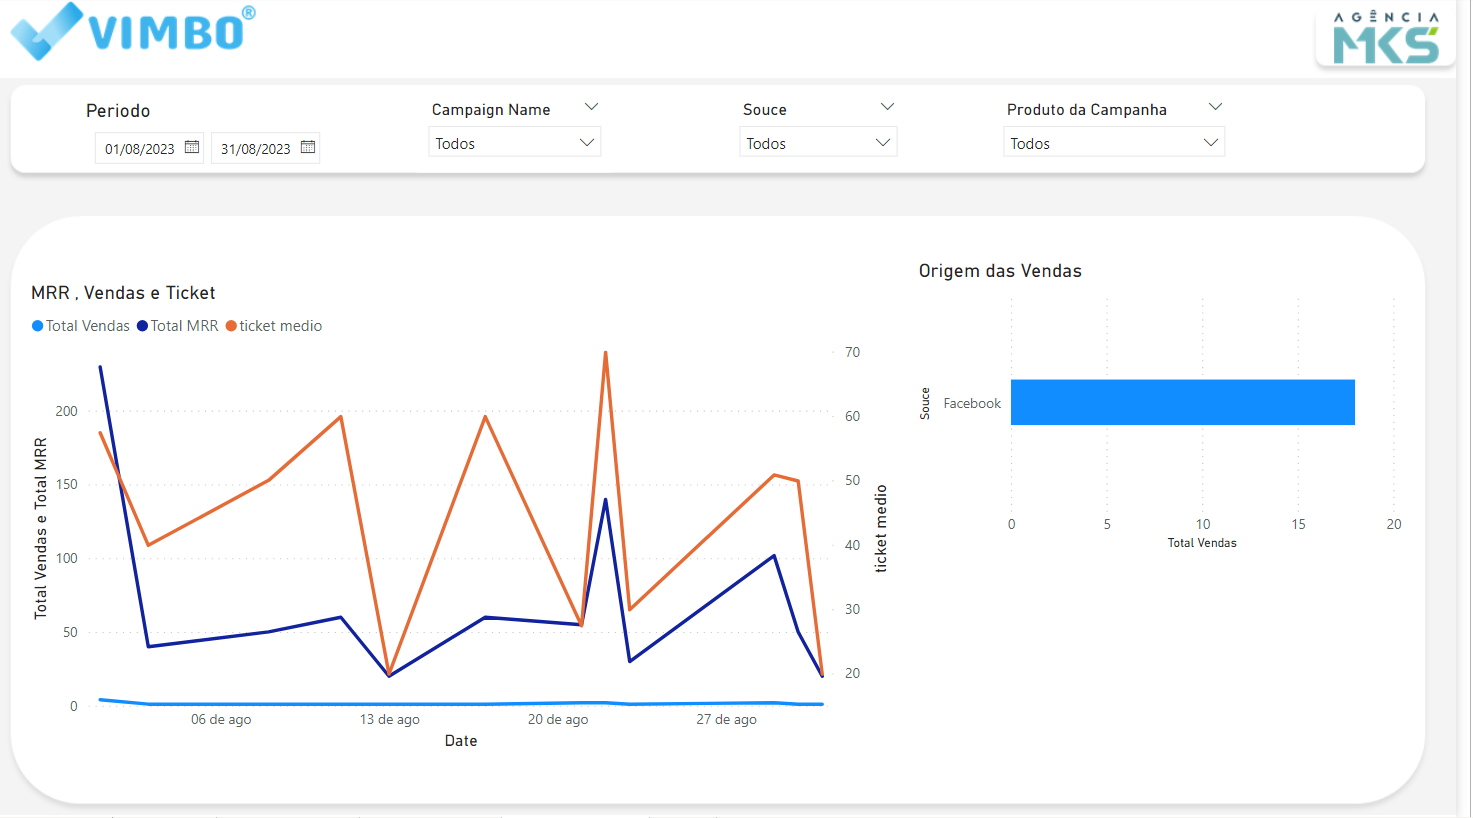 VIMBO®
AGÊNCIA
MKS
Periodo
01/08/2023 31/08/2023
Campaign Name
Todos
Souce
Todos
Produto da Campanha
Todos
MRR , Vendas e Ticket
Total Vendas Total MRR ticket medio
Total Vendas e Total MRR
200
150
100
50
0
70
60
50
40
30
20
ticket medio
06 de ago 13 de ago 20 de ago 27 de ago
Date
Origem das Vendas
Souce
Facebook
0 5 10 15 20
Total Vendas